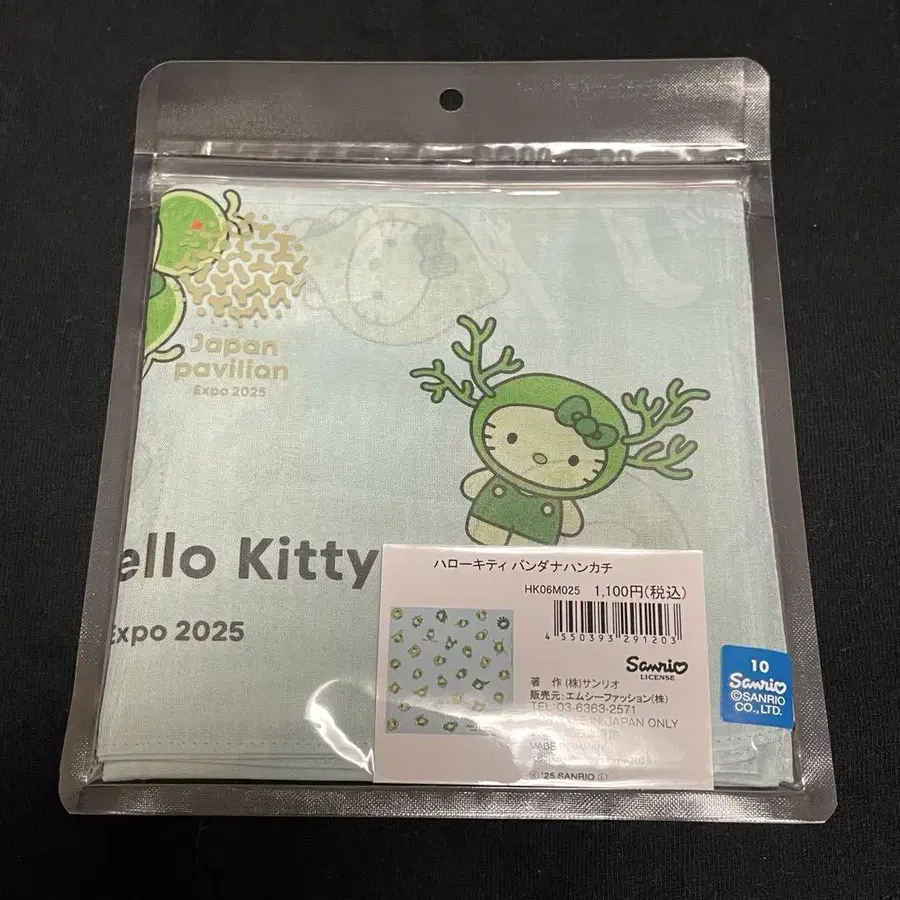 Japan
pavilian
Expo 2025
ello Kitty
Expo 2025
ハローキティ バンダナハンカチ
HK06M025 1,100円(税込)
4 550393 291203
Sanrio
LICENSE
著 作 (株)サンリオ
販売元: エムシーファッション(株)
TEL:03-6363-2571
IN JAPAN ONLY
MADE IN JAPAN
2025
©'25 SANRIO Ⓛ
10
Sanrio
©SANRIO
CO., LTD.